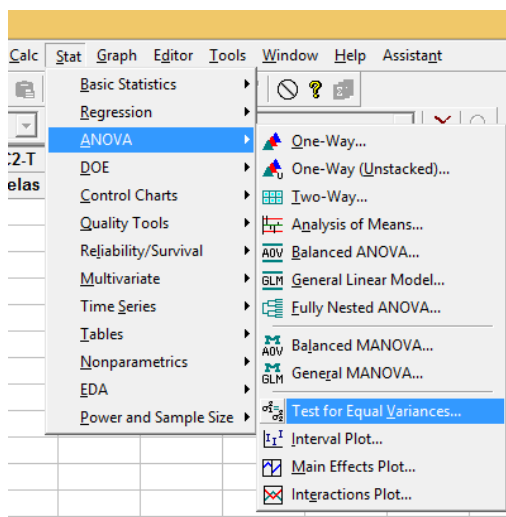 Calc Stat Graph Editor Tools Window Help Assistant
Basic Statistics
Regression
ANOVA
DOE
Control Charts
Quality Tools
Reliability/Survival
Multivariate
Time Series
Tables
Nonparametrics
EDA
Power and Sample Size
C2-T
elas
One-Way...
One-Way (Unstacked)...
Two-Way...
Analysis of Means...
AOV Balanced ANOVA...
GLM General Linear Model...
Fully Nested ANOVA...
M AOV Balanced MANOVA...
M GLM General MANOVA...
Test for Equal Variances...
Interval Plot...
Main Effects Plot...
Interactions Plot...